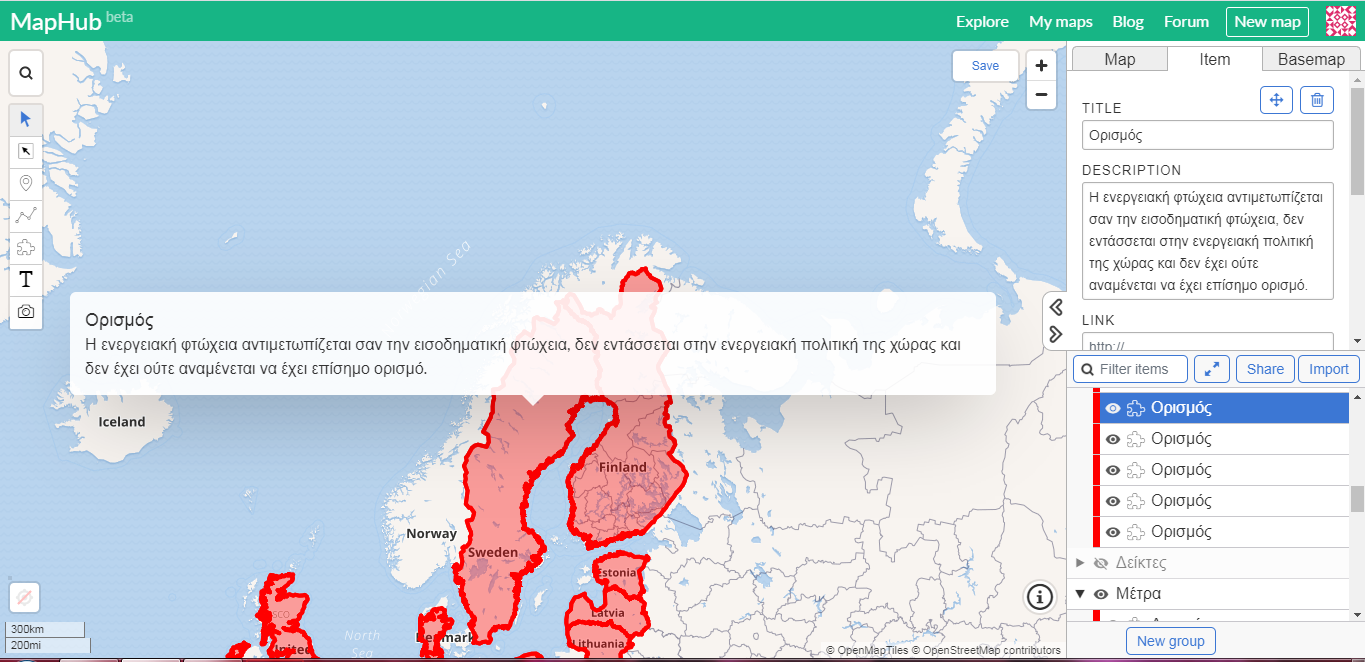 MapHub beta
Explore My maps Blog Forum New map
Save
+
−
Map Item Basemap
TITLE
Ορισμός
DESCRIPTION
Η ενεργειακή φτώχεια αντιμετωπίζεται
σαν την εισοδηματική φτώχεια, δεν
εντάσσεται στην ενεργειακή πολιτική
της χώρας και δεν έχει ούτε
αναμένεται να έχει επίσημο ορισμό.
LINK
http://
Filter items Share Import
Ορισμός
Ορισμός
Ορισμός
Ορισμός
Ορισμός
Δείκτες
Μέτρα
New group
T
Ορισμός
Η ενεργειακή φτώχεια αντιμετωπίζεται σαν την εισοδηματική φτώχεια, δεν εντάσσεται στην ενεργειακή πολιτική της χώρας και
δεν έχει ούτε αναμένεται να έχει επίσημο ορισμό.
Sea
Iceland
Finland
Norway
Sweden
Estonia
Latvia
Denmark
Lithuania
United
North
Sea
300km
200mi
© OpenMapTiles © OpenStreetMap contributors